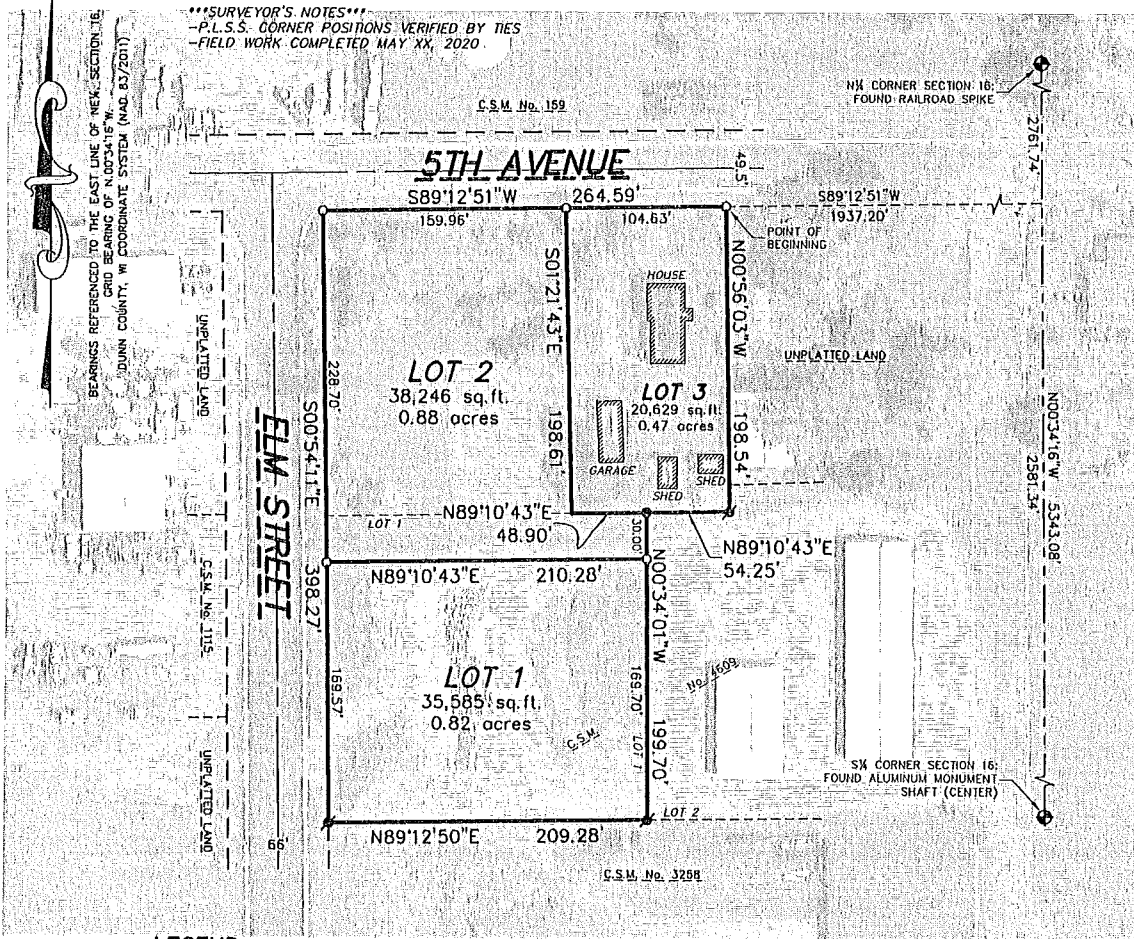 ***SURVEYOR'S NOTES***
-P.L.S.S. CORNER POSITIONS VERIFIED BY TIES
-FIELD WORK COMPLETED MAY XX, 2020
BEARINGS REFERENCED TO THE EAST LINE OF NE¼, SECTION 16,
GRID BEARING OF N.00°34'16"W.
DUNN COUNTY, WI COORDINATE SYSTEM (NAD. 83/2011)
C.S.M. No. 159
N¼ CORNER SECTION 16:
FOUND RAILROAD SPIKE
2761.74'
5TH AVENUE
49.5'
S89°12'51"W 264.59'
159.96'
104.63'
S89°12'51"W
1937.20'
POINT OF
BEGINNING
HOUSE
S01°21'43"E 198.61'
N00°56'03"W 198.54'
UNPLATTED LAND
UNPLATTED LAND
228.70'
LOT 2
38,246 sq.ft.
0.88 acres
LOT 3
20,629 sq.ft.
0.47 acres
GARAGE
SHED
SHED
ELM STREET
S00°54'11"E 398.27'
N00°34'16"W 5343.08'
2581.34'
LOT 1
N89°10'43"E
48.90'
30.00'
N89°10'43"E
54.25'
N89°10'43"E 210.28'
N00°34'01"W 199.70'
C.S.M. No. 1115
LOT 1
35,585 sq.ft.
0.82 acres
169.57'
169.70'
LOT 1
C.S.M.
No. 4609
S¼ CORNER SECTION 16:
FOUND ALUMINUM MONUMENT
SHAFT (CENTER)
UNPLATTED LAND
66'
LOT 2
N89°12'50"E 209.28'
C.S.M. No. 3258
LEGEND